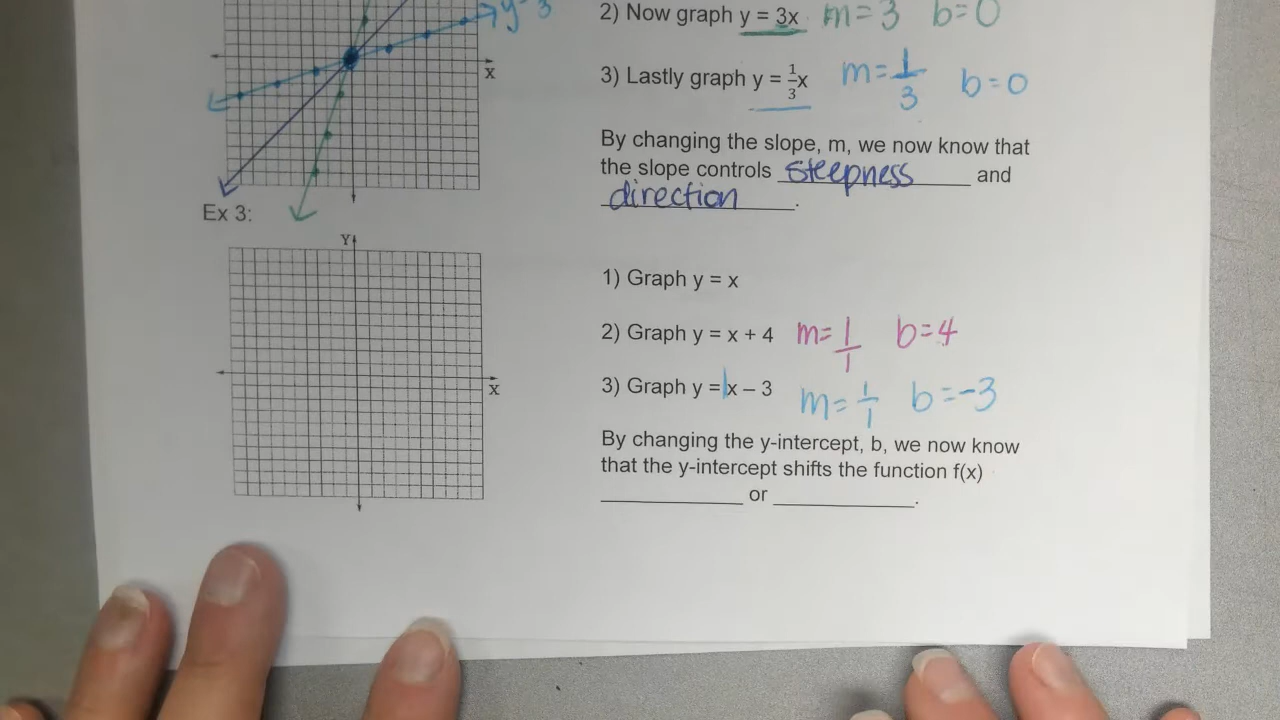 y 3
2) Now graph y = 3x m=3 b=0
x
3) Lastly graph y = 1/3x m=1/3 b=0
By changing the slope, m, we now know that
the slope controls steepness and
direction.
Ex 3:
Y
1) Graph y = x
2) Graph y = x + 4 m=1/1 b=4
x
3) Graph y = 1x – 3 m=1/1 b=-3
By changing the y-intercept, b, we now know
that the y-intercept shifts the function f(x)
____________ or ____________.